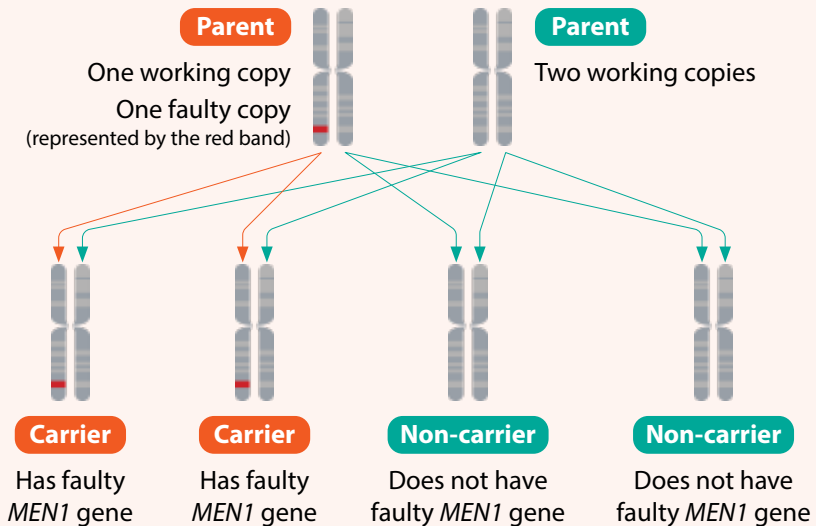 Parent
One working copy
One faulty copy
(represented by the red band)
Parent
Two working copies
Carrier
Has faulty
MEN1 gene
Carrier
Has faulty
MEN1 gene
Non-carrier
Does not have
faulty MEN1 gene
Non-carrier
Does not have
faulty MEN1 gene